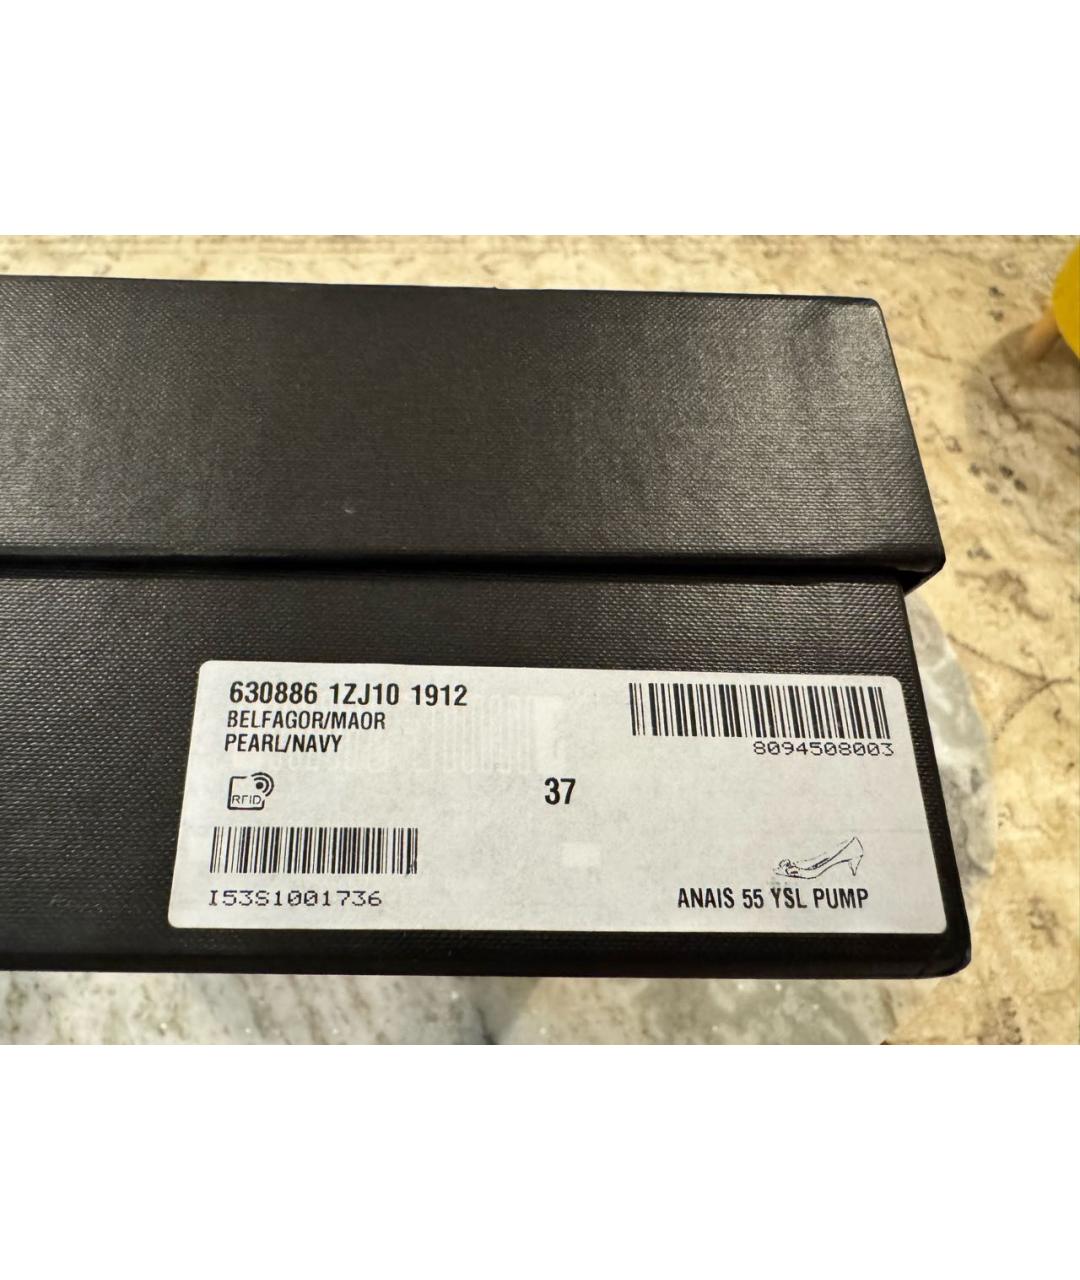 630886 1ZJ10 1912
BELFAGOR/MAOR
PEARL/NAVY
8094508003
RFID
37
I53S1001736
ANAIS 55 YSL PUMP